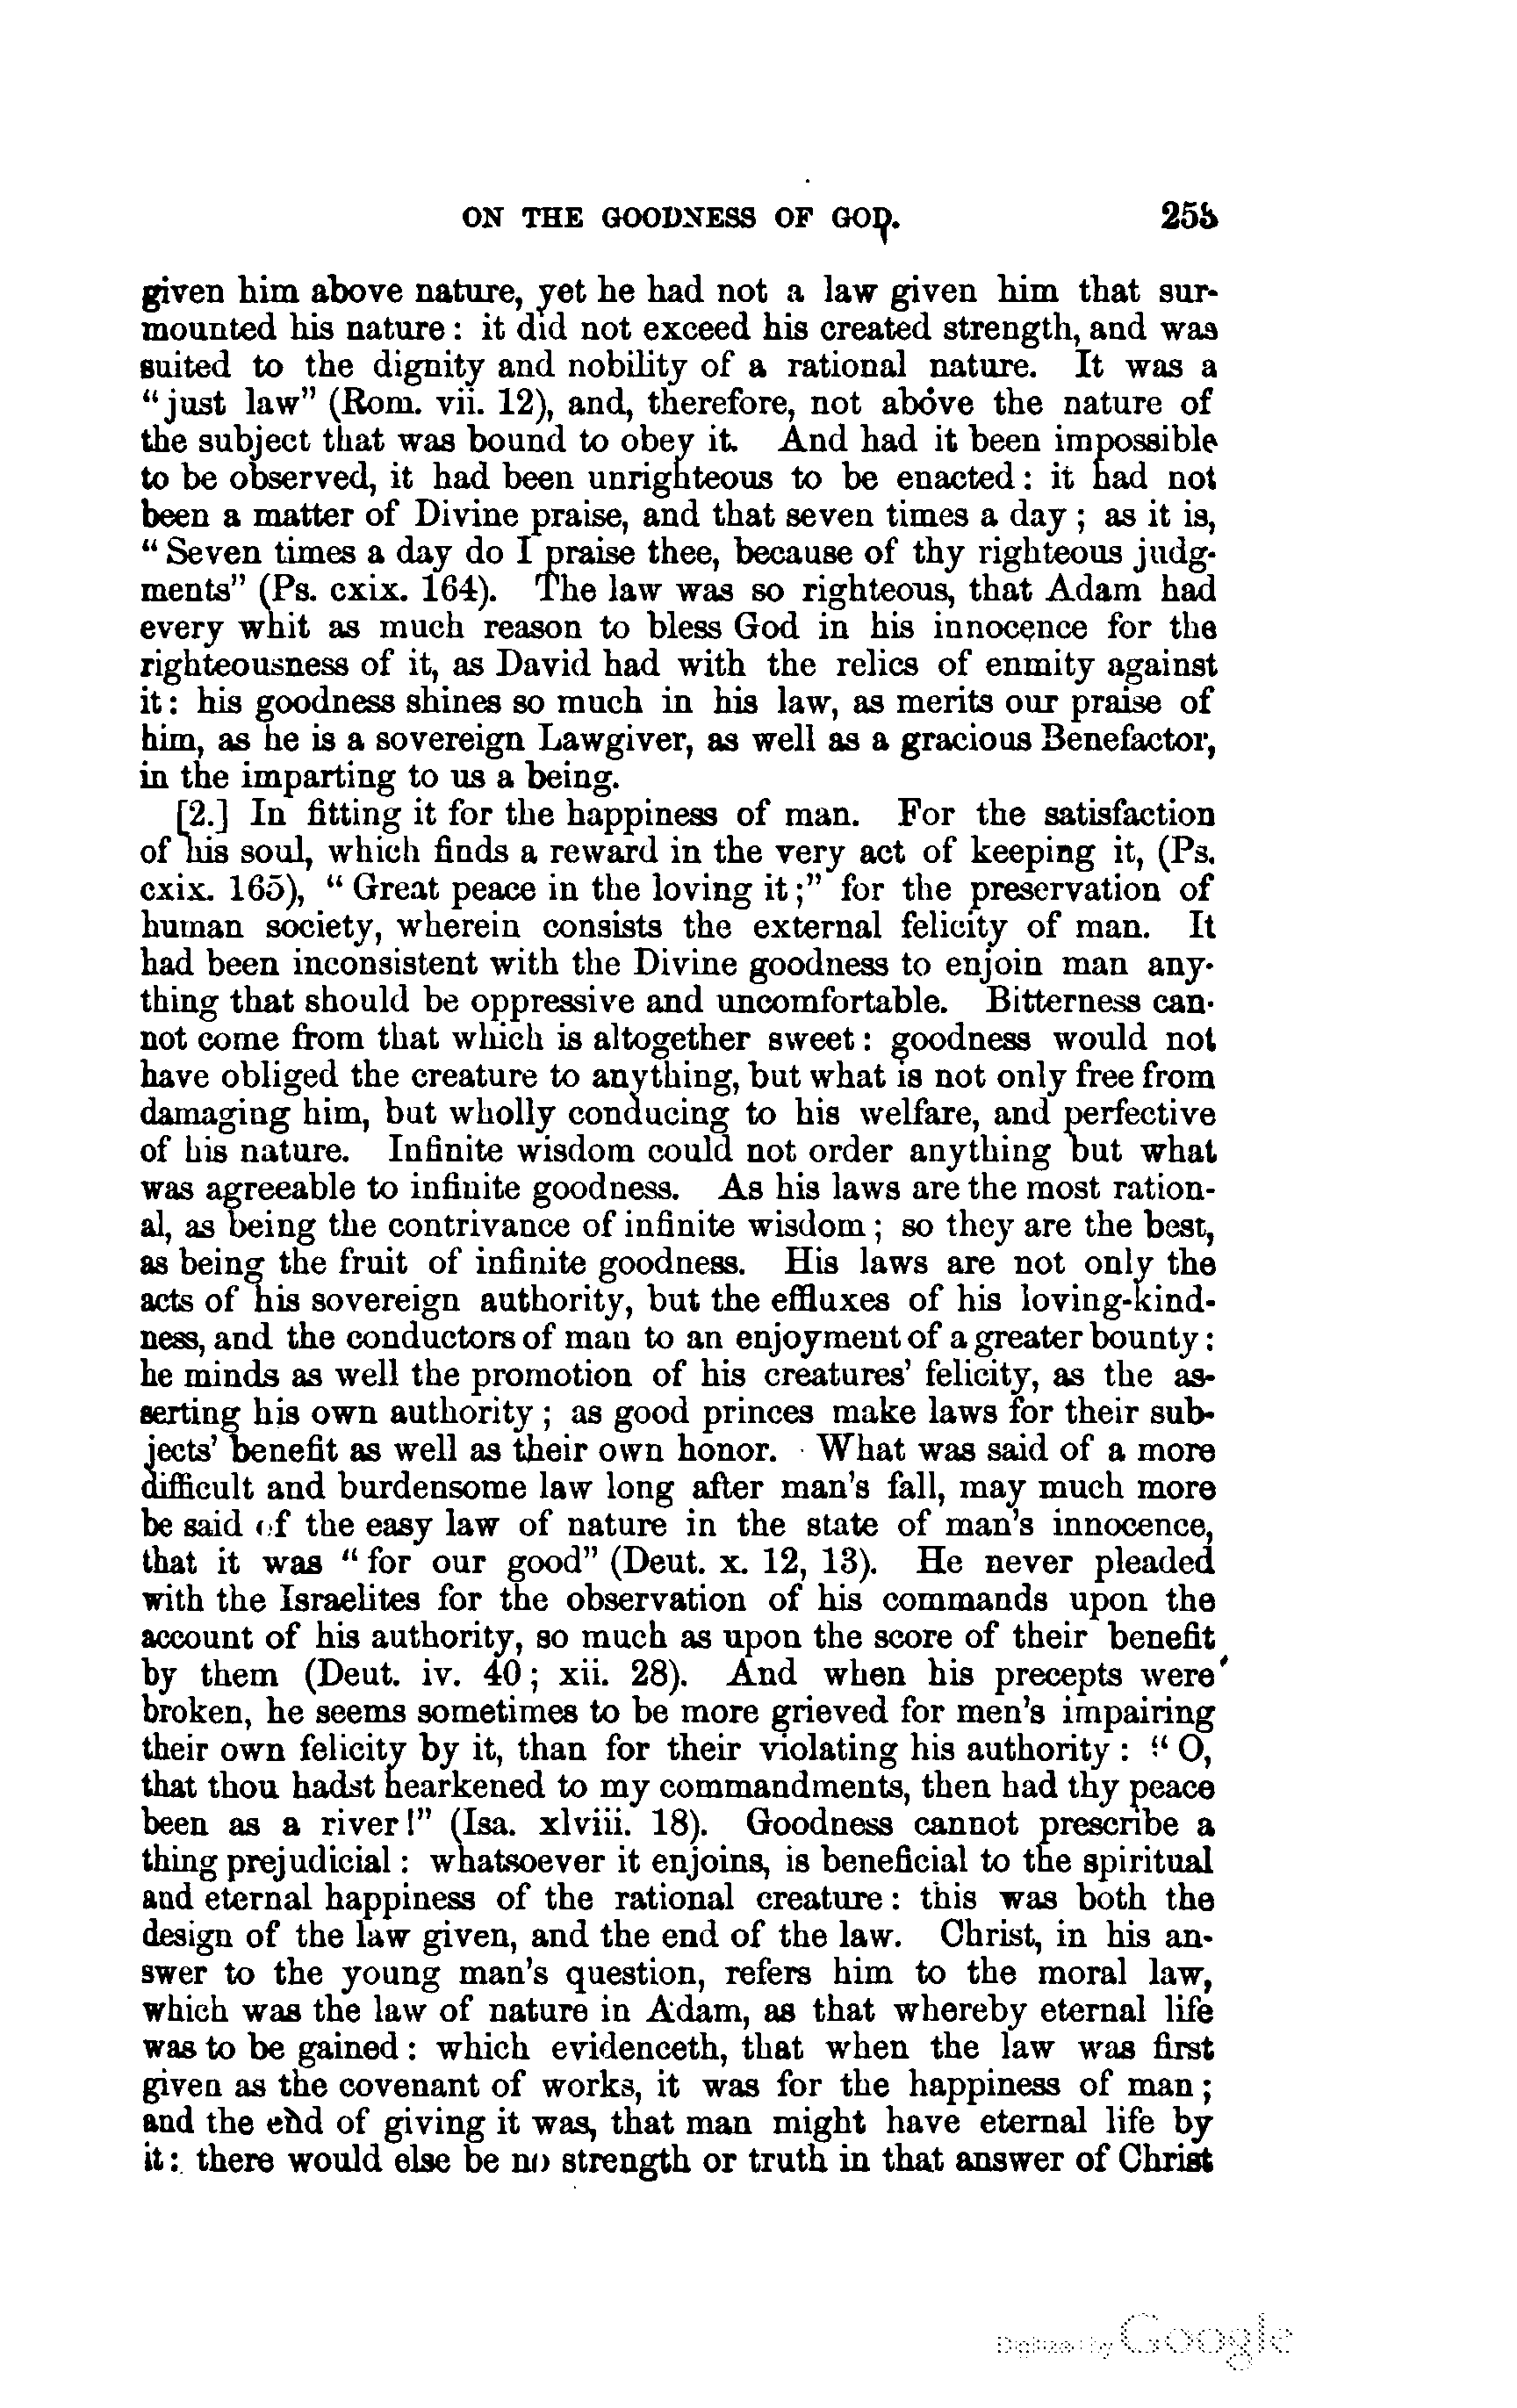 ON THE GOODNESS OF GOD. 255
given him above nature, yet he had not a law given him that sur-
mounted his nature: it did not exceed his created strength, and was
suited to the dignity and nobility of a rational nature. It was a
"just law" (Rom. vii. 12), and, therefore, not above the nature of
the subject that was bound to obey it. And had it been impossible
to be observed, it had been unrighteous to be enacted: it had not
been a matter of Divine praise, and that seven times a day; as it is,
"Seven times a day do I praise thee, because of thy righteous judg-
ments" (Ps. cxix. 164). The law was so righteous, that Adam had
every whit as much reason to bless God in his innocence for the
righteousness of it, as David had with the relics of enmity against
it: his goodness shines so much in his law, as merits our praise of
him, as he is a sovereign Lawgiver, as well as a gracious Benefactor,
in the imparting to us a being.
[2.] In fitting it for the happiness of man. For the satisfaction
of his soul, which finds a reward in the very act of keeping it, (Ps.
cxix. 165), "Great peace in the loving it;" for the preservation of
human society, wherein consists the external felicity of man. It
had been inconsistent with the Divine goodness to enjoin man any-
thing that should be oppressive and uncomfortable. Bitterness can-
not come from that which is altogether sweet: goodness would not
have obliged the creature to anything, but what is not only free from
damaging him, but wholly conducing to his welfare, and perfective
of his nature. Infinite wisdom could not order anything but what
was agreeable to infinite goodness. As his laws are the most ration-
al, as being the contrivance of infinite wisdom; so they are the best,
as being the fruit of infinite goodness. His laws are not only the
acts of his sovereign authority, but the effluxes of his loving-kind-
ness, and the conductors of man to an enjoyment of a greater bounty:
he minds as well the promotion of his creatures' felicity, as the as-
serting his own authority; as good princes make laws for their sub-
jects' benefit as well as their own honor. What was said of a more
difficult and burdensome law long after man's fall, may much more
be said of the easy law of nature in the state of man's innocence,
that it was "for our good" (Deut. x. 12, 13). He never pleaded
with the Israelites for the observation of his commands upon the
account of his authority, so much as upon the score of their benefit
by them (Deut. iv. 40; xii. 28). And when his precepts were
broken, he seems sometimes to be more grieved for men's impairing
their own felicity by it, than for their violating his authority: "O,
that thou hadst hearkened to my commandments, then had thy peace
been as a river!" (Isa. xlviii. 18). Goodness cannot prescribe a
thing prejudicial: whatsoever it enjoins, is beneficial to the spiritual
and eternal happiness of the rational creature: this was both the
design of the law given, and the end of the law. Christ, in his an-
swer to the young man's question, refers him to the moral law,
which was the law of nature in Adam, as that whereby eternal life
was to be gained: which evidenceth, that when the law was first
given as the covenant of works, it was for the happiness of man;
and the end of giving it was, that man might have eternal life by
it: there would else be no strength or truth in that answer of Christ
Digitized by Google